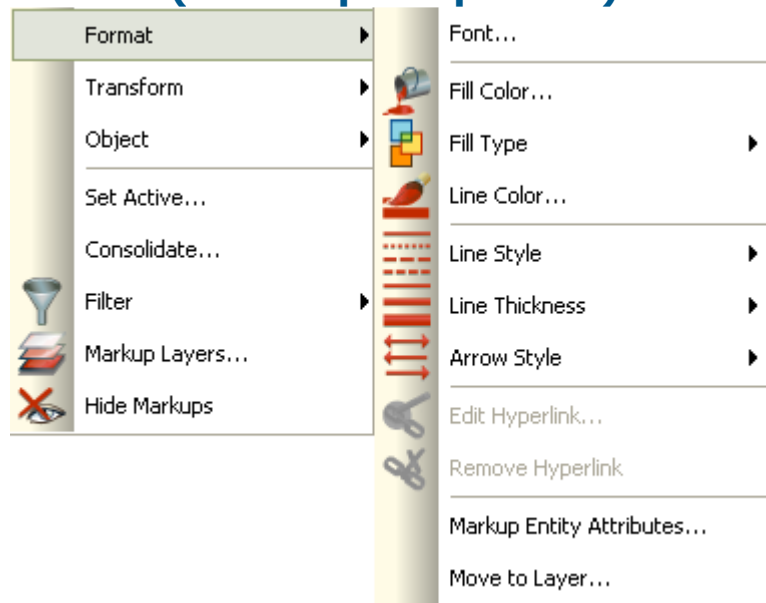 Format
Transform
Object
Set Active...
Consolidate...
Filter
Markup Layers...
Hide Markups
Font...
Fill Color...
Fill Type
Line Color...
Line Style
Line Thickness
Arrow Style
Edit Hyperlink...
Remove Hyperlink
Markup Entity Attributes...
Move to Layer...